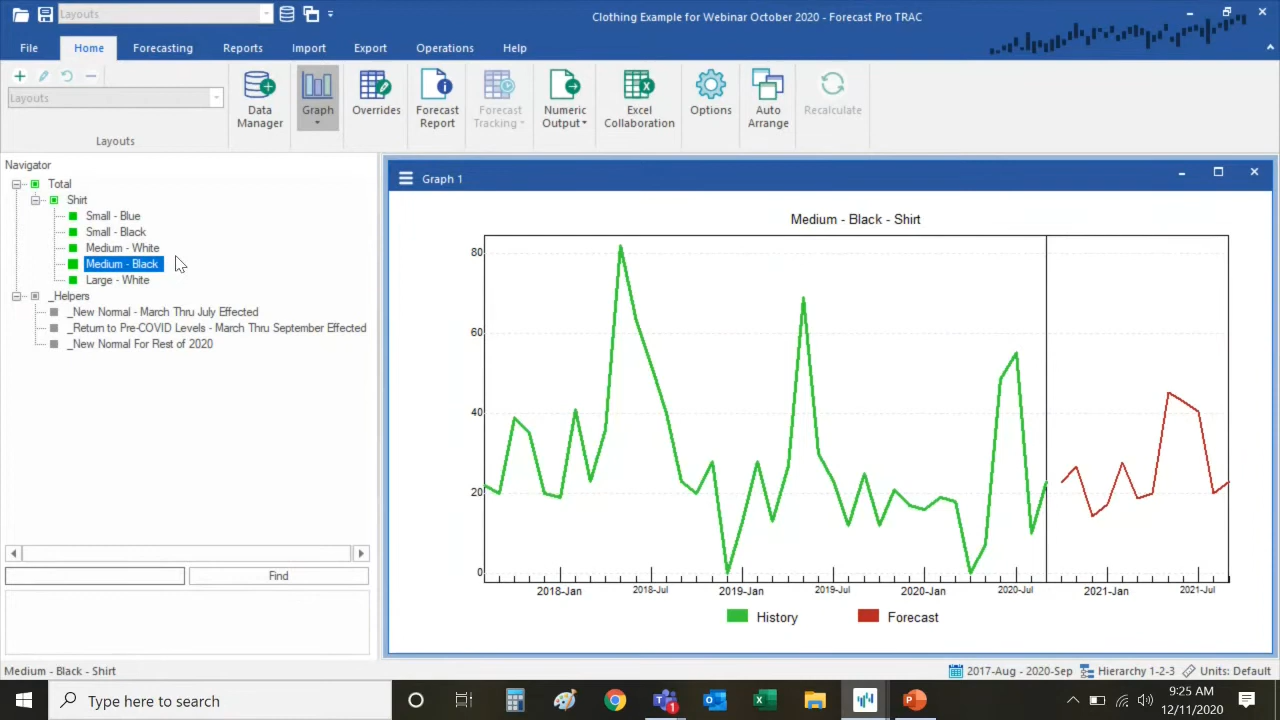 Layouts
Clothing Example for Webinar October 2020 - Forecast Pro TRAC
File Home Forecasting Reports Import Export Operations Help
Layouts
Data Manager
Graph
Overrides
Forecast Report
Forecast Tracking
Numeric Output
Excel Collaboration
Options
Auto Arrange
Recalculate
Layouts
Navigator
Total
Shirt
Small - Blue
Small - Black
Medium - White
Medium - Black
Large - White
_Helpers
_New Normal - March Thru July Effected
_Return to Pre-COVID Levels - March Thru September Effected
_New Normal For Rest of 2020
Find
Graph 1
Medium - Black - Shirt
80
60
40
20
0
2018-Jan 2018-Jul 2019-Jan 2019-Jul 2020-Jan 2020-Jul 2021-Jan 2021-Jul
History Forecast
Medium - Black - Shirt
2017-Aug - 2020-Sep Hierarchy 1-2-3 Units: Default
Type here to search
1
9:25 AM
12/11/2020